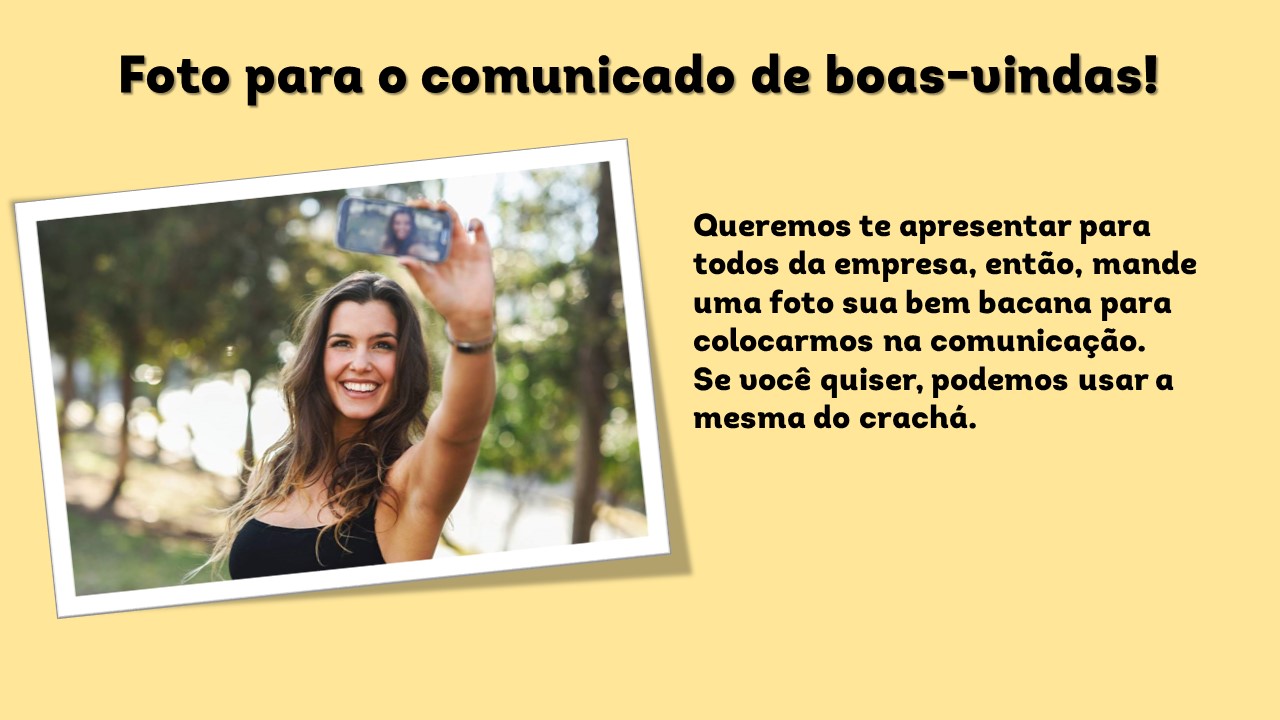 Foto para o comunicado de boas-vindas!
Queremos te apresentar para
todos da empresa, então, mande
uma foto sua bem bacana para
colocarmos na comunicação.
Se você quiser, podemos usar a
mesma do crachá.